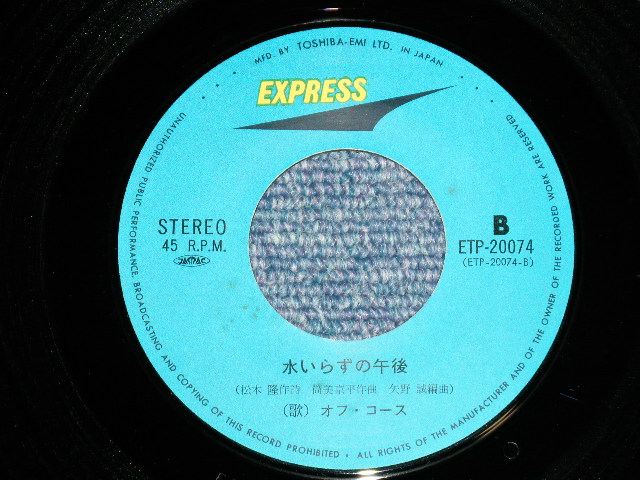 MFD. BY TOSHIBA-EMI LTD. IN JAPAN
EXPRESS
STEREO
45 R.P.M.
JASRAC
B
ETP-20074
(ETP-20074-B)
水いらずの午後
(松本 隆作詩 筒美京平作曲 矢野 誠編曲)
(歌) オフ・コース
UNAUTHORIZED PUBLIC PERFORMANCE, BROADCASTING AND COPYING OF THIS RECORD PROHIBITED • ALL RIGHTS OF THE MANUFACTURER AND OF THE OWNER OF THE RECORDED WORK ARE RESERVED